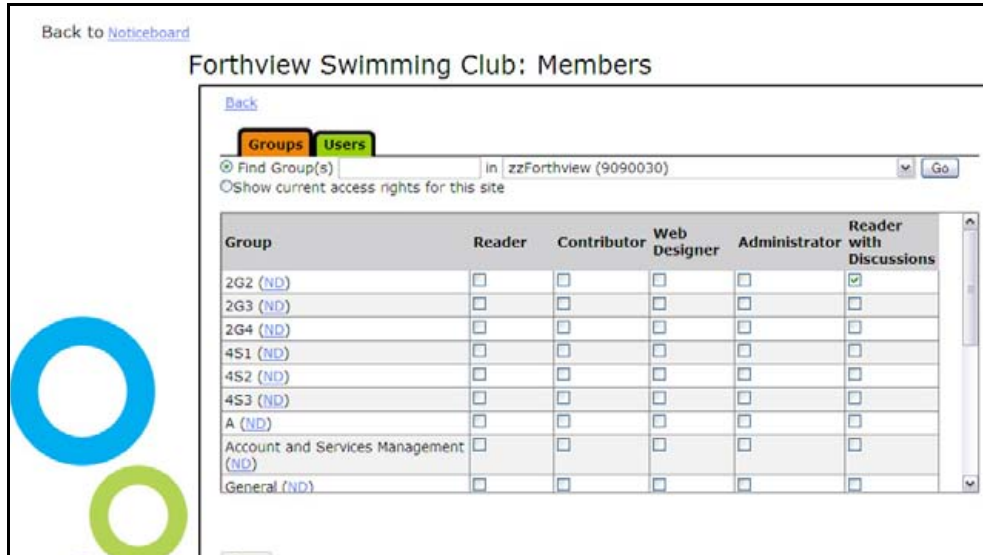 Back to Noticeboard
Forthview Swimming Club: Members
Back
Groups Users
Find Group(s) in zzForthview (9090030) Go
Show current access rights for this site
Group Reader Contributor Web Designer Administrator Reader with Discussions
2G2 (ND)
2G3 (ND)
2G4 (ND)
4S1 (ND)
4S2 (ND)
4S3 (ND)
A (ND)
Account and Services Management
(ND)
General (ND)